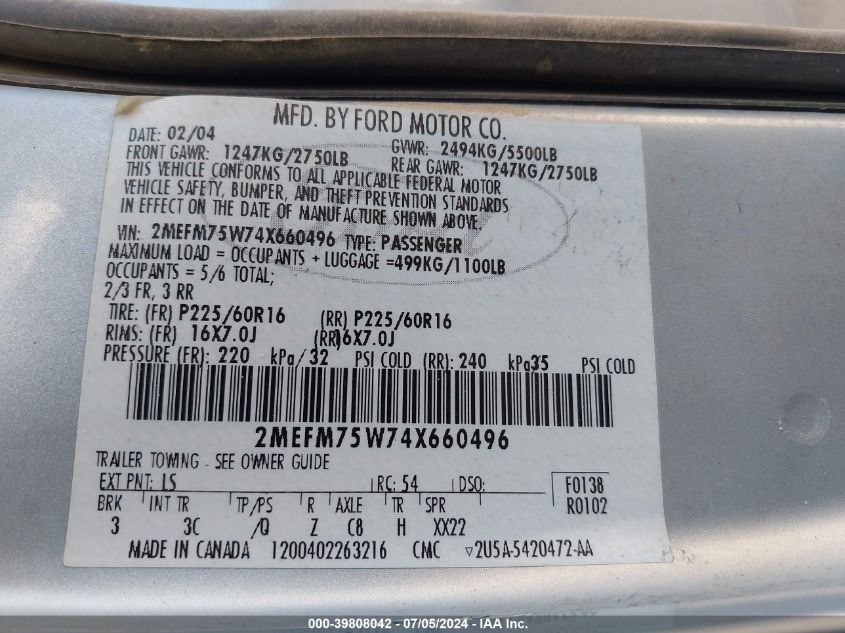 MFD. BY FORD MOTOR CO.
DATE: 02/04 GVWR: 2494KG/5500LB
FRONT GAWR: 1247KG/2750LB REAR GAWR: 1247KG/2750LB
THIS VEHICLE CONFORMS TO ALL APPLICABLE FEDERAL MOTOR
VEHICLE SAFETY, BUMPER, AND THEFT PREVENTION STANDARDS
IN EFFECT ON THE DATE OF MANUFACTURE SHOWN ABOVE.
VIN: 2MEFM75W74X660496 TYPE: PASSENGER
MAXIMUM LOAD = OCCUPANTS + LUGGAGE =499KG/1100LB
OCCUPANTS = 5/6 TOTAL;
2/3 FR, 3 RR
TIRE: (FR) P225/60R16 (RR) P225/60R16
RIMS: (FR) 16X7.0J (RR)16X7.0J
PRESSURE (FR): 220 kPa/ 32 PSI COLD (RR): 240 kPa35 PSI COLD
2MEFM75W74X660496
TRAILER TOWING - SEE OWNER GUIDE
EXT PNT: LS RC: 54 DSO: F0138
BRK INT TR TP/PS R AXLE TR SPR R0102
3 3C /Q Z C8 H XX22
MADE IN CANADA 1200402263216 CMC ▽2U5A-5420472-AA
000-39808042 / 07/05/2024 - IAA Inc.